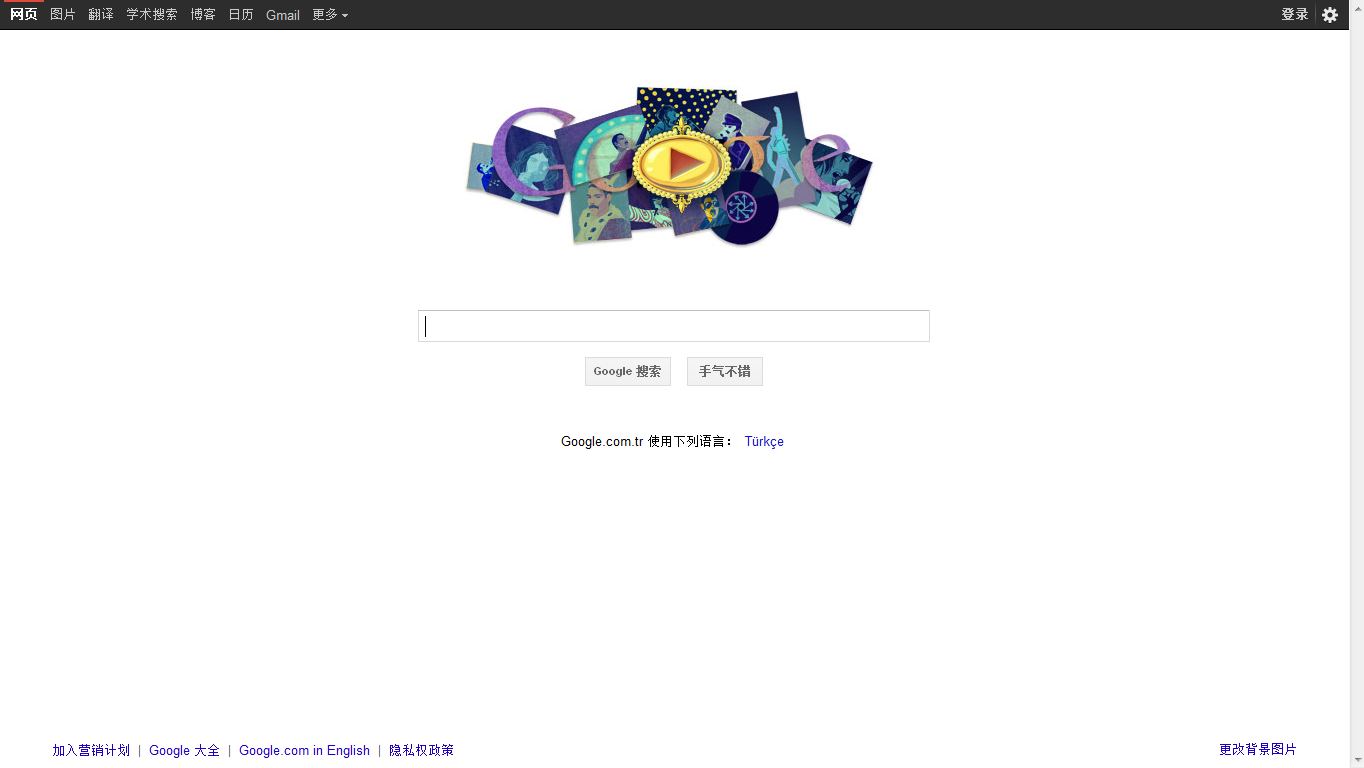 网页 图片 翻译 学术搜索 博客 日历 Gmail 更多 登录
Google
Google 搜索 手气不错
Google.com.tr 使用下列语言： Türkçe
加入营销计划 | Google 大全 | Google.com in English | 隐私权政策 更改背景图片